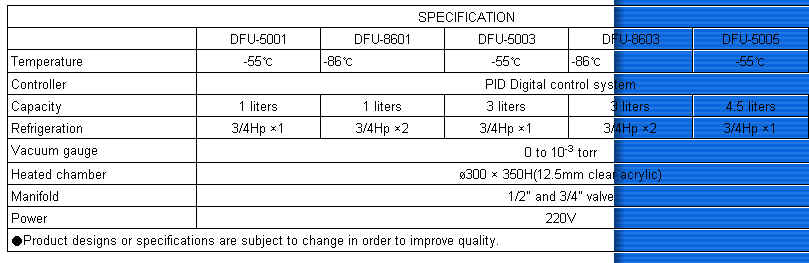 SPECIFICATION
DFU-5001 DFU-8601 DFU-5003 DFU-8603 DFU-5005
Temperature -55℃ -86℃ -55℃ -86℃ -55℃
Controller PID Digital control system
Capacity 1 liters 1 liters 3 liters 3 liters 4.5 liters
Refrigeration 3/4Hp ×1 3/4Hp ×2 3/4Hp ×1 3/4Hp ×2 3/4Hp ×1
Vacuum gauge 0 to 10⁻³ torr
Heated chamber ø300 × 350H(12.5mm clear acrylic)
Manifold 1/2" and 3/4" valve
Power 220V
●Product designs or specifications are subject to change in order to improve quality.